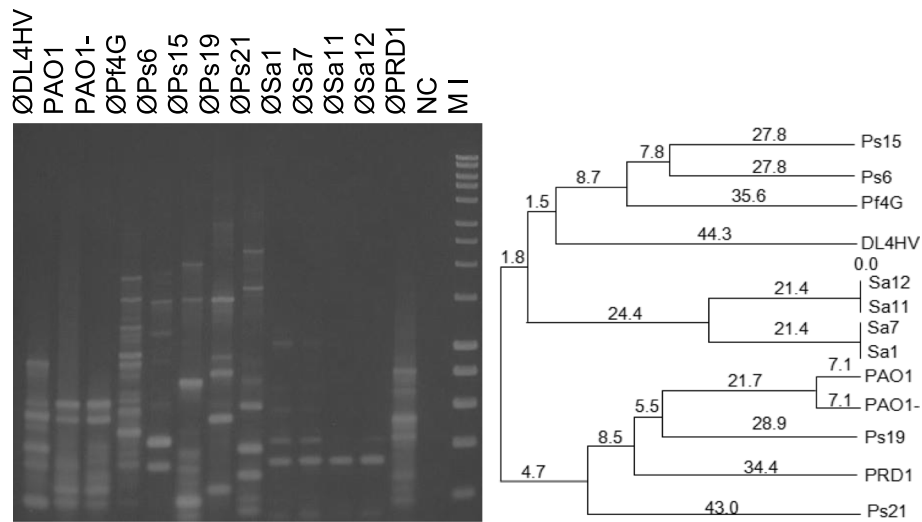 ØDL4HV
PAO1
PAO1-
ØPf4G
ØPs6
ØPs15
ØPs19
ØPs21
ØSa1
ØSa7
ØSa11
ØSa12
ØPRD1
NC
M I
27.8
Ps15
7.8
27.8
Ps6
8.7
35.6
Pf4G
1.5
44.3
DL4HV
1.8
0.0
Sa12
21.4
Sa11
24.4
Sa7
21.4
Sa1
7.1
PAO1
21.7
7.1
PAO1-
5.5
28.9
Ps19
8.5
34.4
PRD1
4.7
43.0
Ps21